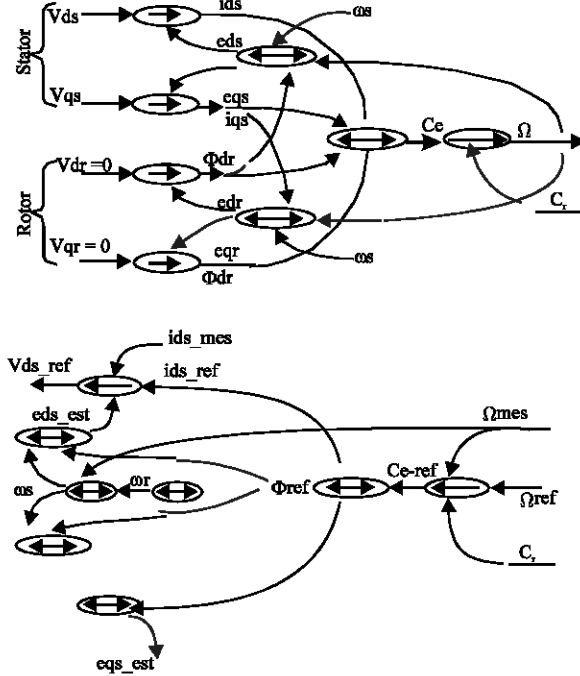 Stator
Vds
ids
ωs
eds
Vqs
eqs
iqs
Ce
Ω
Rotor
Vdr =0
Φdr
edr
Cr
Vqr = 0
eqr
Φdr
ωs
ids_mes
Vds_ref
ids_ref
eds_est
Ωmes
Ce-ref
ωs
ωr
Φref
Ωref
Cr
eqs_est